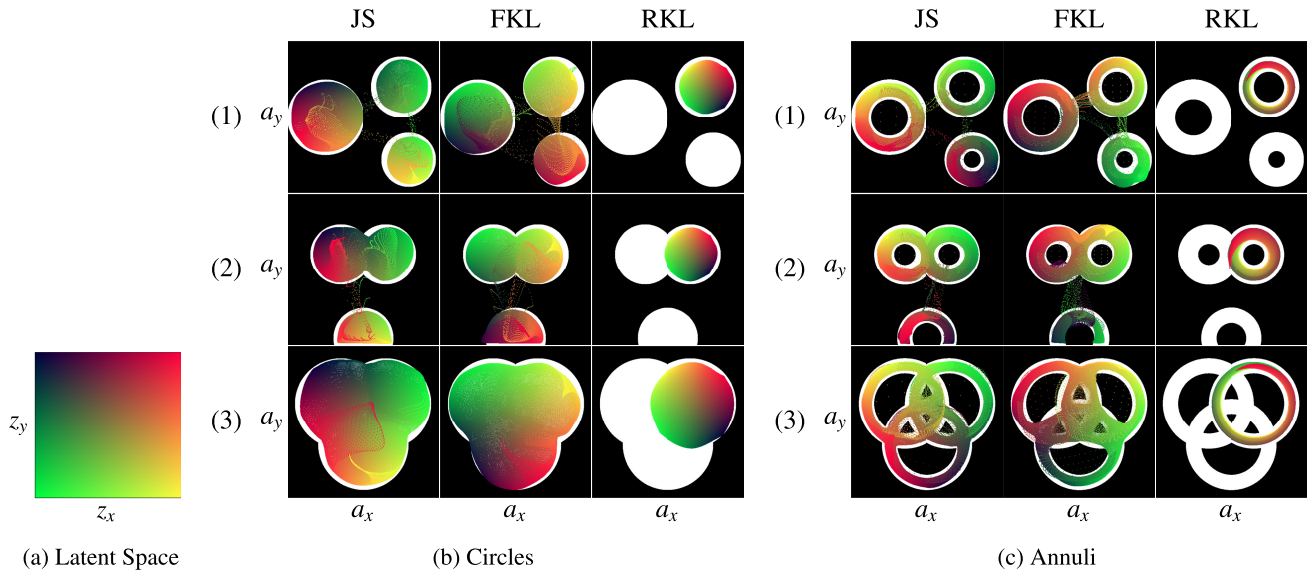 JS FKL RKL JS FKL RKL
(1) a_y (1) a_y
(2) a_y (2) a_y
(3) a_y (3) a_y
z_y
z_x a_x a_x a_x a_x a_x a_x
(a) Latent Space (b) Circles (c) Annuli